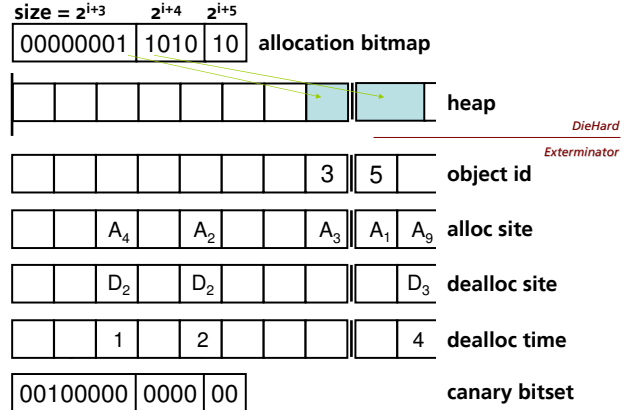 size = 2^i+3 2^i+4 2^i+5
00000001 1010 10 allocation bitmap
heap
DieHard
Exterminator
3 5 object id
A₄ A₂ A₃ A₁ A₉ alloc site
D₂ D₂ D₃ dealloc site
1 2 4 dealloc time
00100000 0000 00 canary bitset